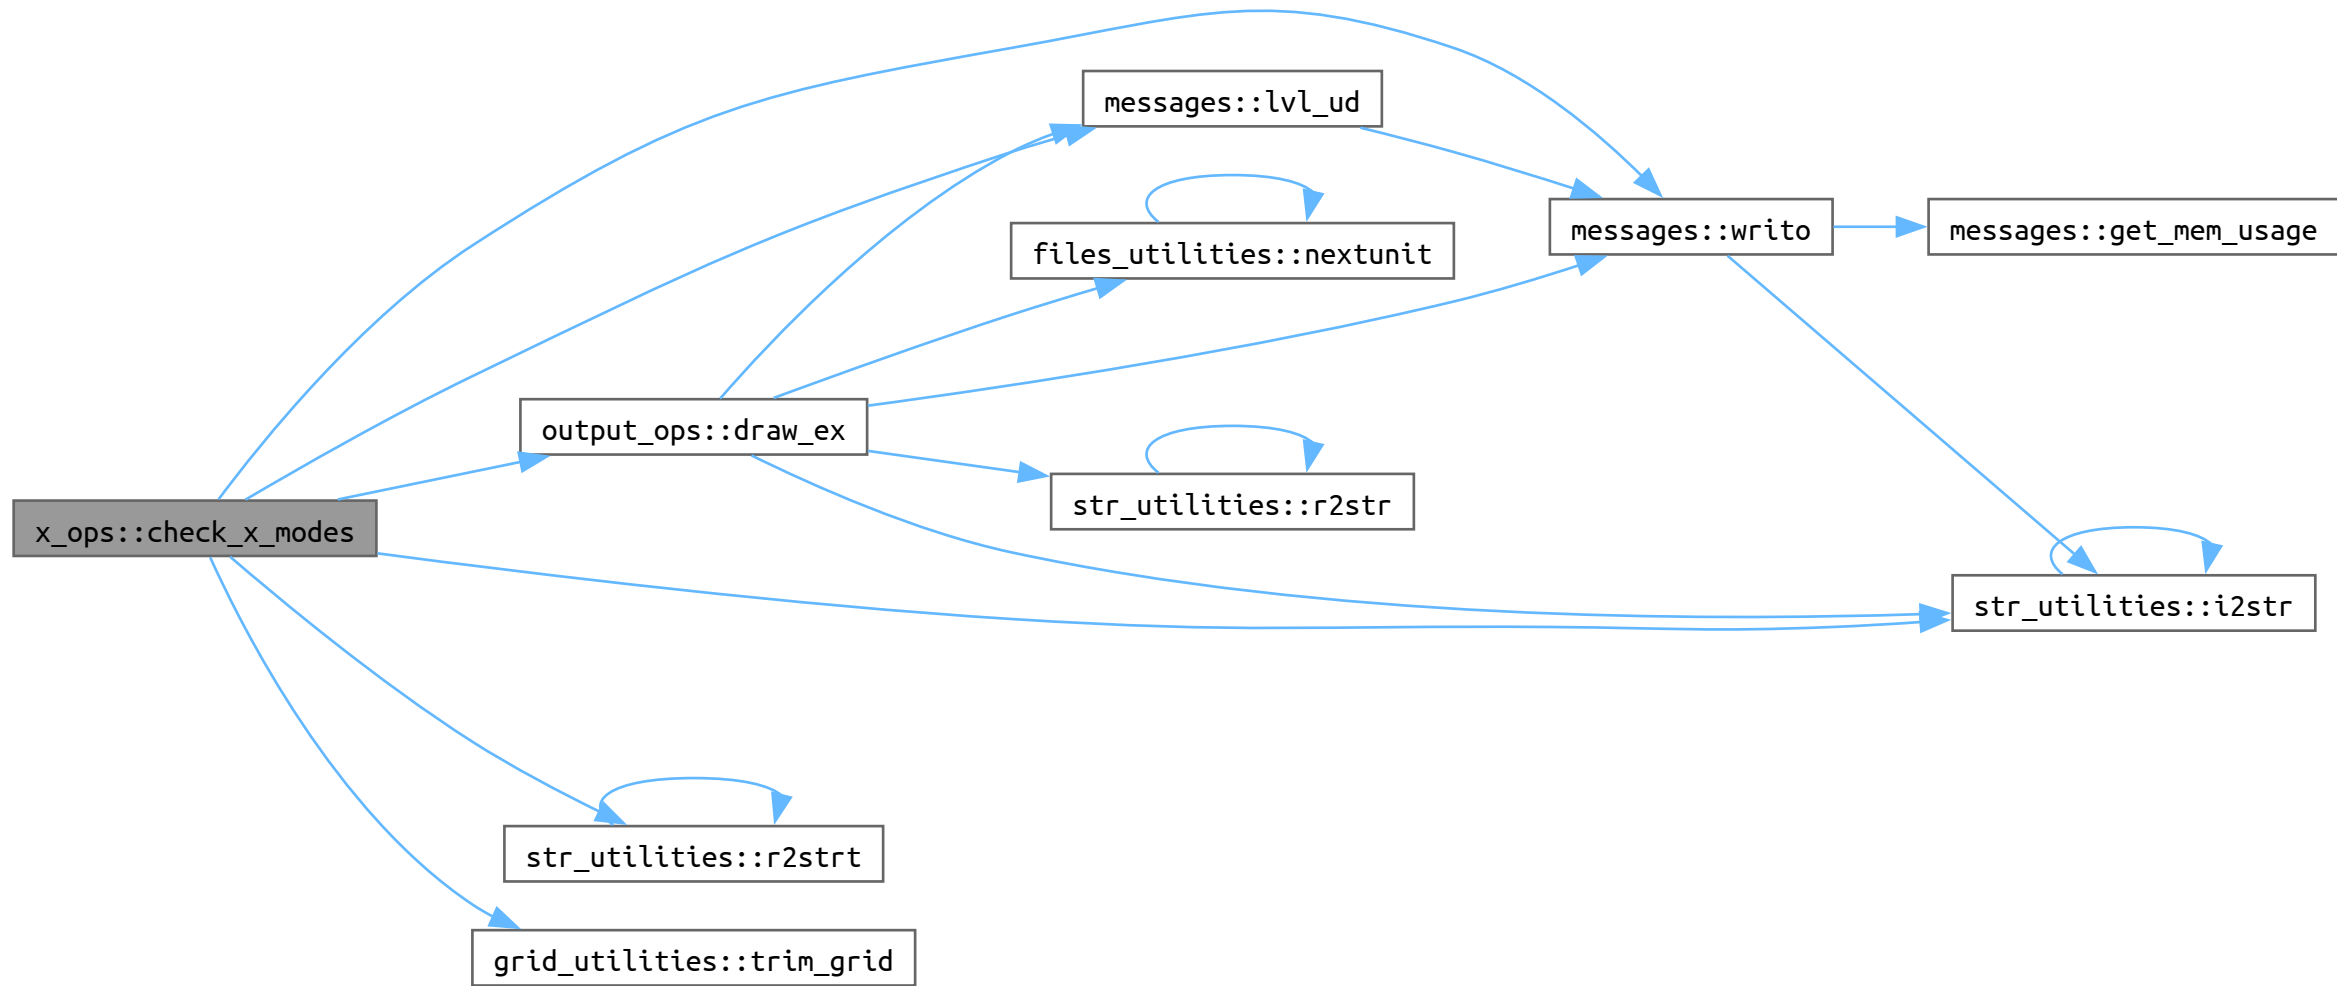 messages::lvl_ud
messages::writo
messages::get_mem_usage
files_utilities::nextunit
output_ops::draw_ex
str_utilities::r2str
x_ops::check_x_modes
str_utilities::i2str
str_utilities::r2strt
grid_utilities::trim_grid